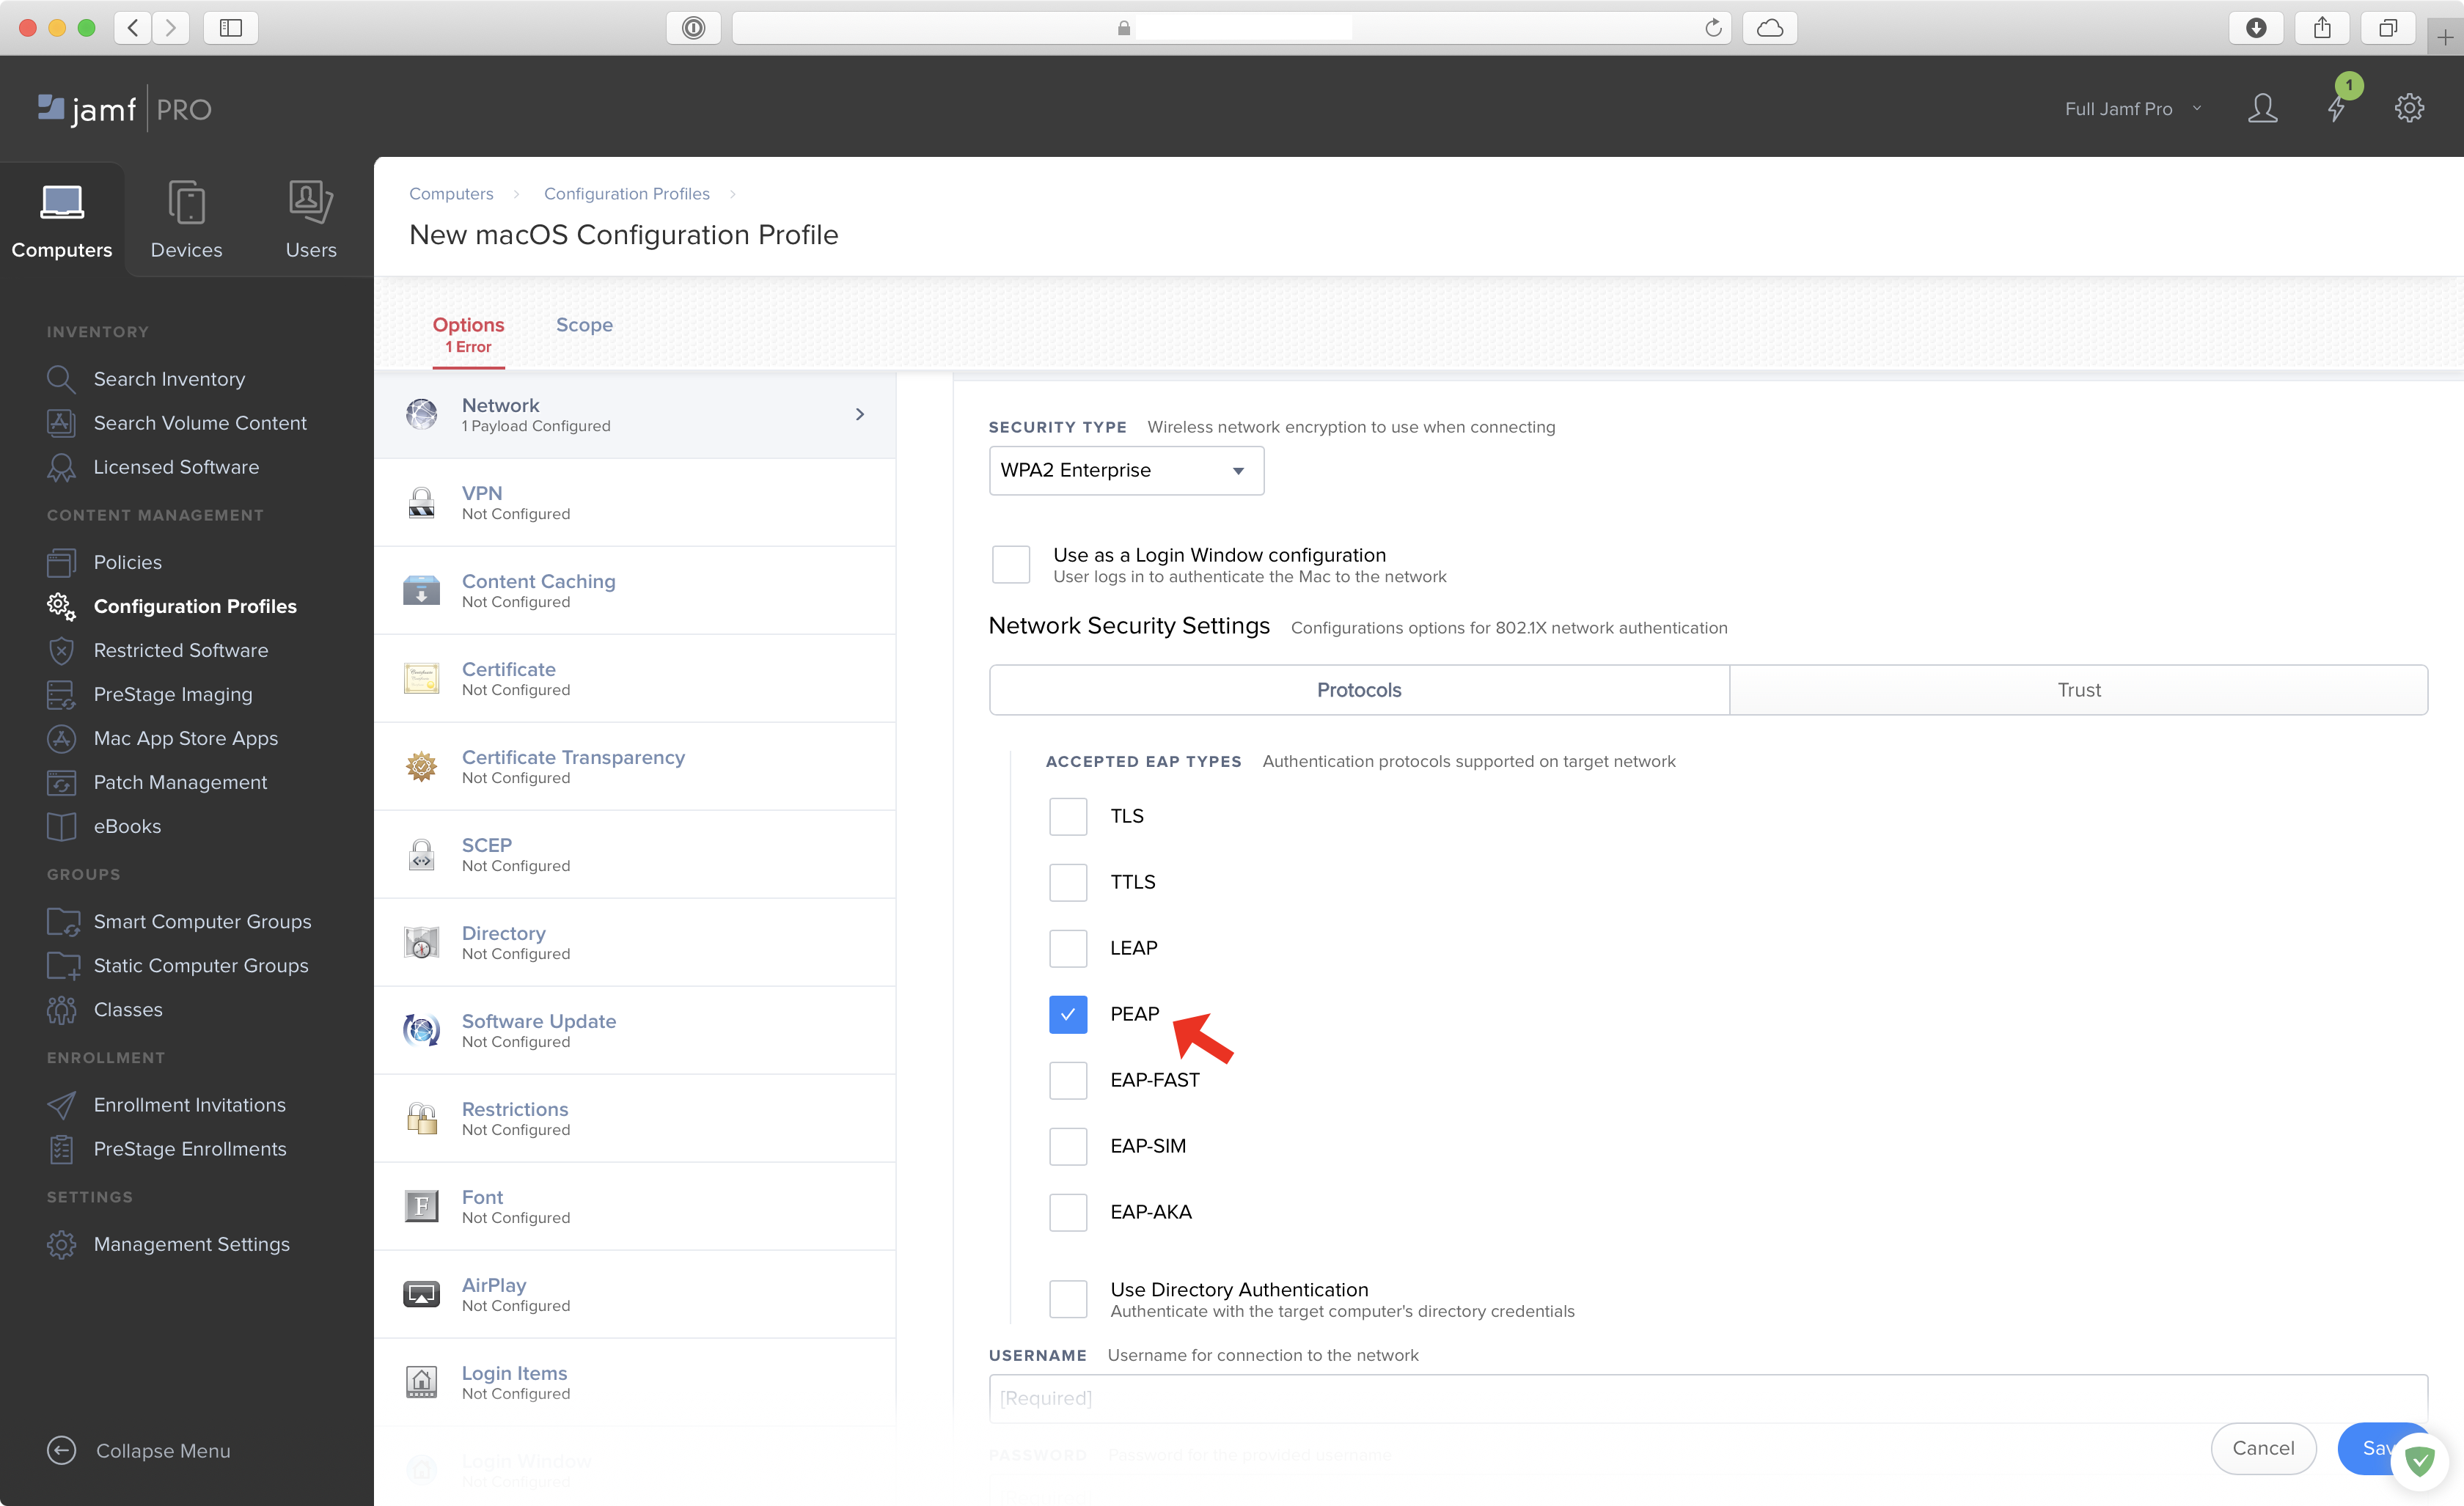 jamf PRO
Full Jamf Pro
1
Computers
Devices
Users
INVENTORY
Search Inventory
Search Volume Content
Licensed Software
CONTENT MANAGEMENT
Policies
Configuration Profiles
Restricted Software
PreStage Imaging
Mac App Store Apps
Patch Management
eBooks
GROUPS
Smart Computer Groups
Static Computer Groups
Classes
ENROLLMENT
Enrollment Invitations
PreStage Enrollments
SETTINGS
Management Settings
Collapse Menu
Computers
Configuration Profiles
New macOS Configuration Profile
Options
1 Error
Scope
Network
1 Payload Configured
VPN
Not Configured
Content Caching
Not Configured
Certificate
Not Configured
Certificate Transparency
Not Configured
SCEP
Not Configured
Directory
Not Configured
Software Update
Not Configured
Restrictions
Not Configured
Font
Not Configured
AirPlay
Not Configured
Login Items
Not Configured
Login Window
Not Configured
SECURITY TYPE Wireless network encryption to use when connecting
WPA2 Enterprise
Use as a Login Window configuration
User logs in to authenticate the Mac to the network
Network Security Settings Configurations options for 802.1X network authentication
Protocols
Trust
ACCEPTED EAP TYPES Authentication protocols supported on target network
TLS
TTLS
LEAP
PEAP
EAP-FAST
EAP-SIM
EAP-AKA
Use Directory Authentication
Authenticate with the target computer's directory credentials
USERNAME Username for connection to the network
[Required]
PASSWORD Password for the provided username
Cancel
Sav